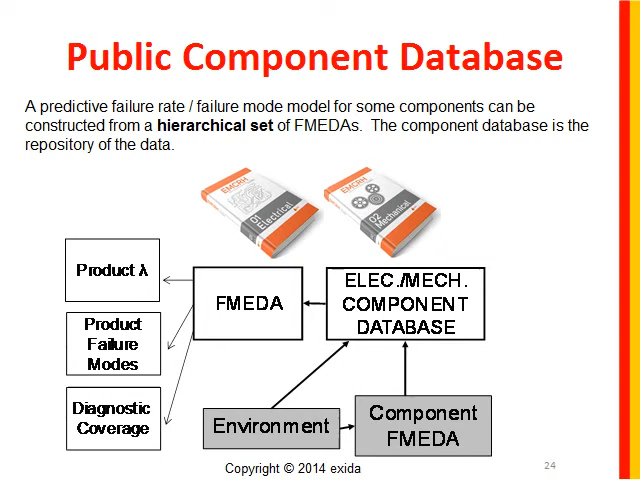 Public Component Database
A predictive failure rate / failure mode model for some components can be
constructed from a hierarchical set of FMEDAs.  The component database is the
repository of the data.
EMCRH
01
Electrical
EMCRH
02
Mechanical
Product λ
Product
Failure
Modes
Diagnostic
Coverage
FMEDA
ELEC./MECH.
COMPONENT
DATABASE
Environment
Component
FMEDA
Copyright © 2014 exida
24